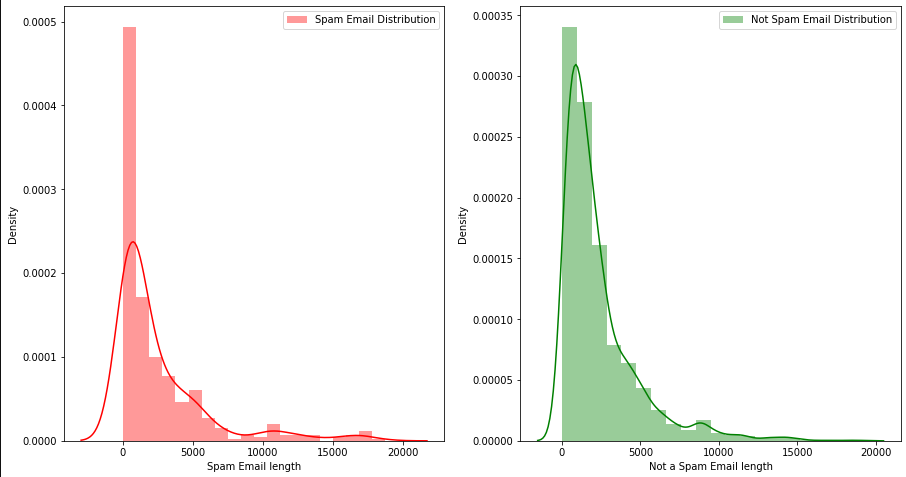 Spam Email Distribution
0.0005
0.0004
0.0003
0.0002
0.0001
0.0000
Density
0 5000 10000 15000 20000
Spam Email length
Not Spam Email Distribution
0.00035
0.00030
0.00025
0.00020
0.00015
0.00010
0.00005
0.00000
Density
0 5000 10000 15000 20000
Not a Spam Email length